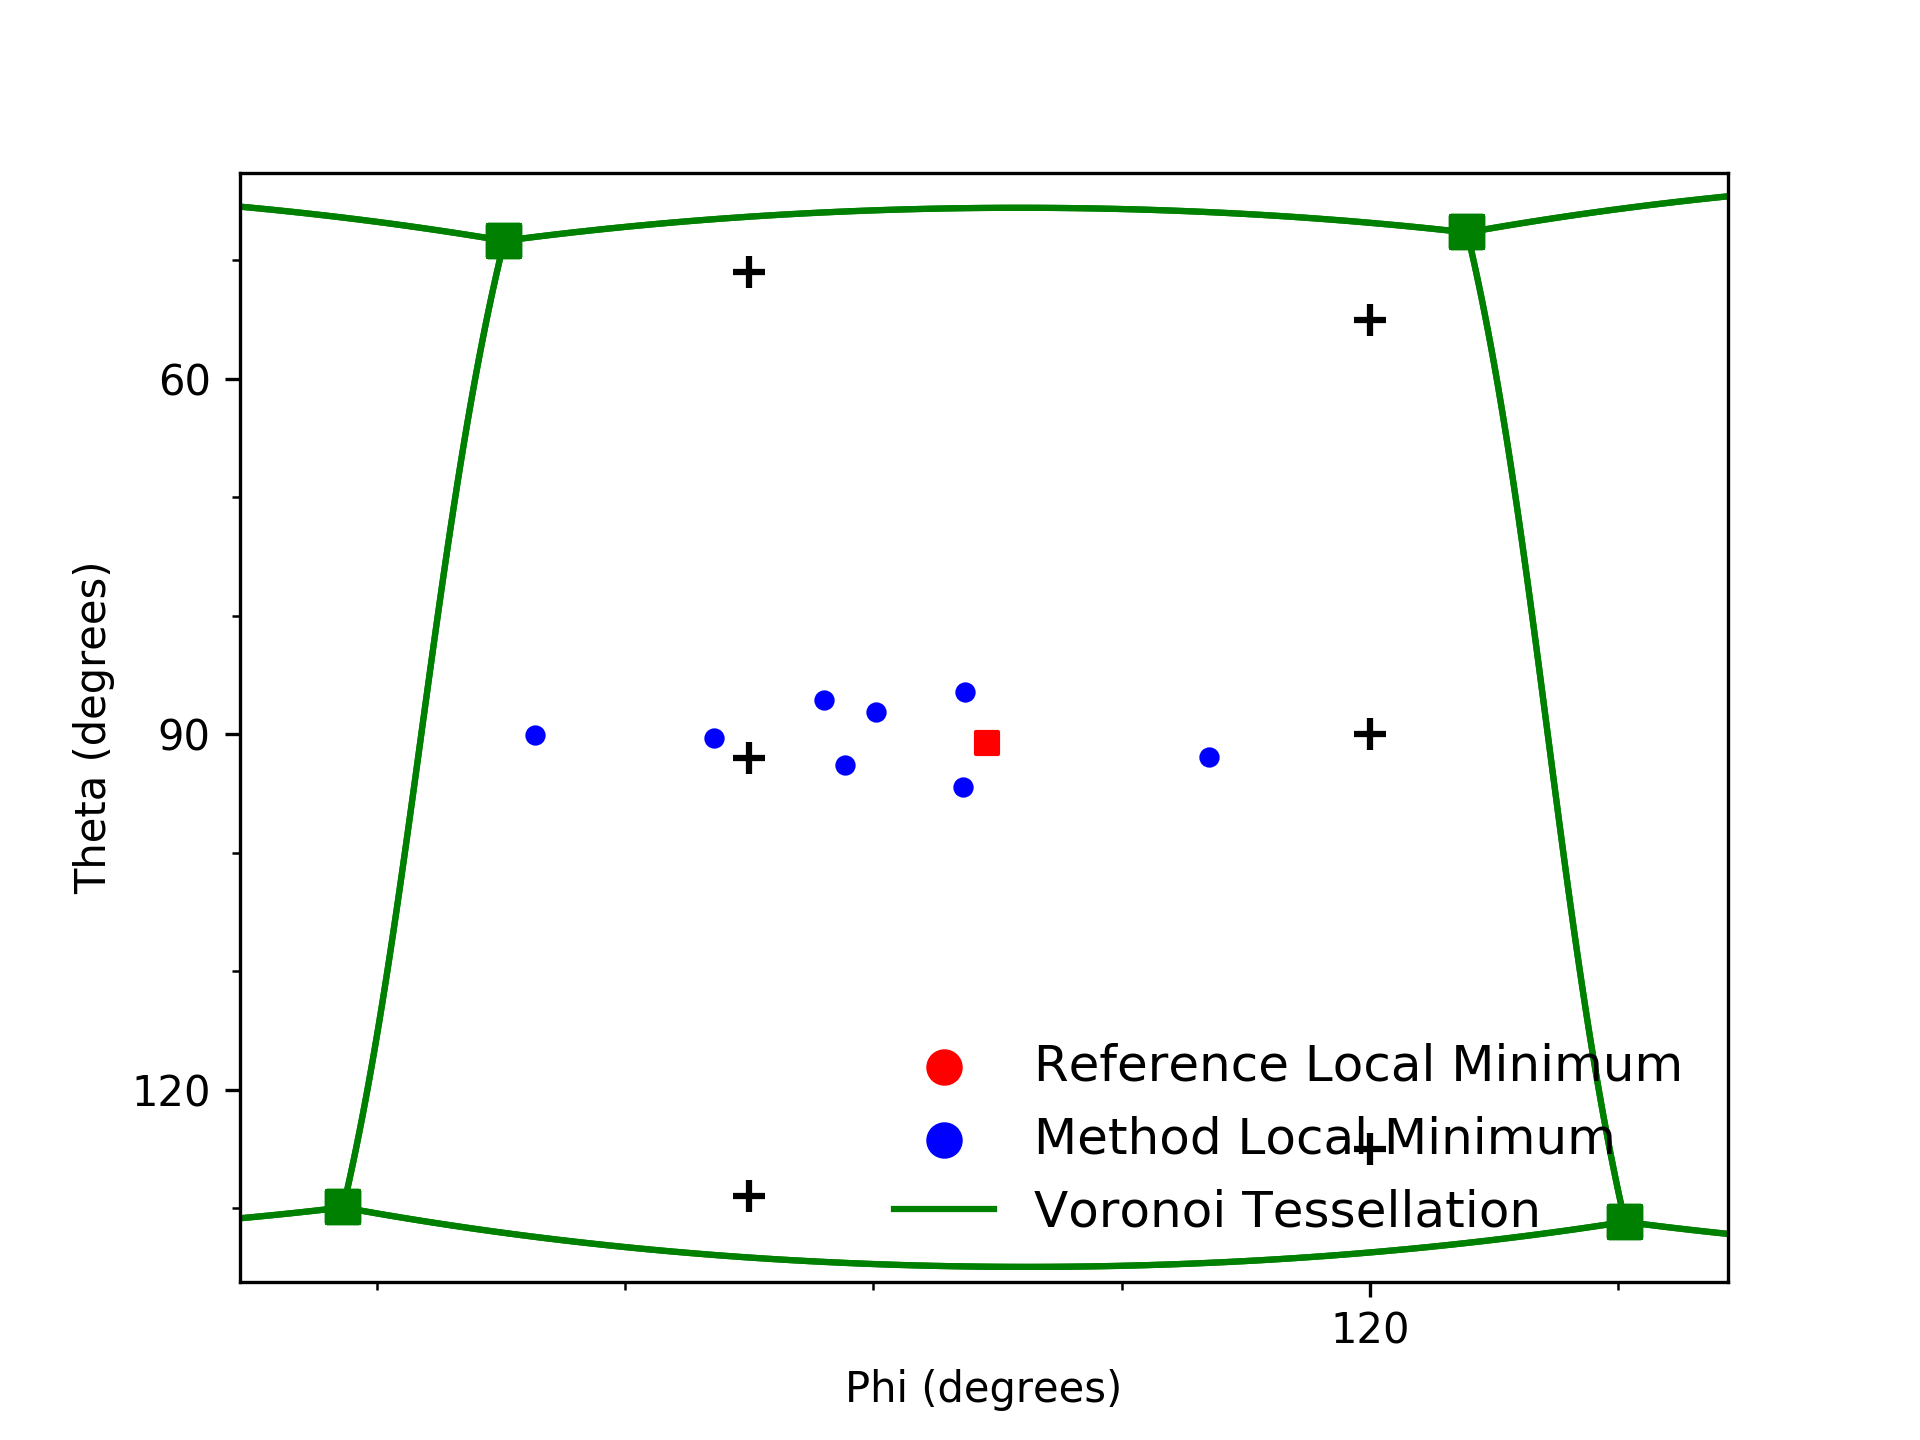 60
90
120
Theta (degrees)
Reference Local Minimum
Method Local Minimum
Voronoi Tessellation
120
Phi (degrees)